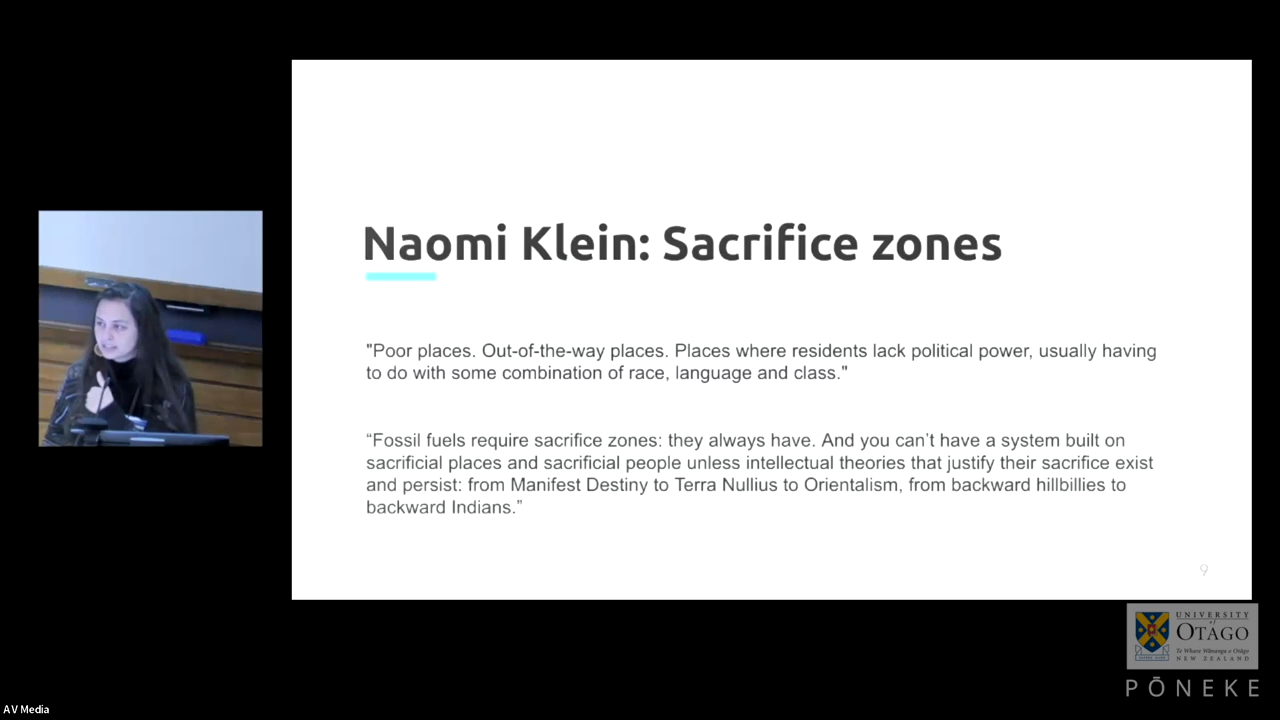 Naomi Klein: Sacrifice zones
"Poor places. Out-of-the-way places. Places where residents lack political power, usually having
to do with some combination of race, language and class."
“Fossil fuels require sacrifice zones: they always have. And you can’t have a system built on
sacrificial places and sacrificial people unless intellectual theories that justify their sacrifice exist
and persist: from Manifest Destiny to Terra Nullius to Orientalism, from backward hillbillies to
backward Indians.”
9
UNIVERSITY
of
OTAGO
Te Whare Wānanga o Otāgo
NEW ZEALAND
PŌNEKE
AV Media